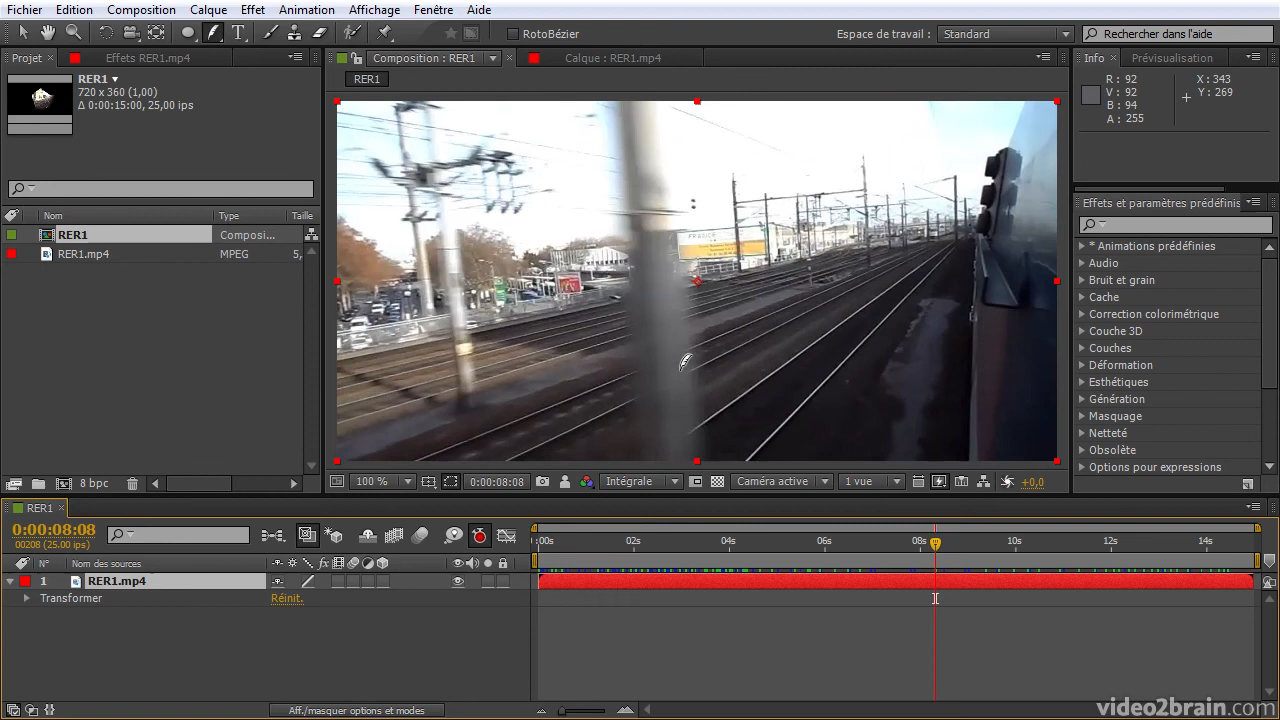 Fichier Edition Composition Calque Effet Animation Affichage Fenêtre Aide
RotoBézier
Espace de travail : Standard
Rechercher dans l'aide
Projet
Effets RER1.mp4
RER1
720 x 360 (1,00)
Δ 0:00:15:00, 25,00 ips
Nom Type Taille
RER1 Composi...
RER1.mp4 MPEG 5,
8 bpc
Composition : RER1
Calque : RER1.mp4
RER1
FRANCE
100 %
0:00:08:08
Intégrale
Caméra active
1 vue
+0,0
Info
Prévisualisation
R : 92
V : 92
B : 94
A : 255
X : 343
Y : 269
Effets et paramètres prédéfinis
* Animations prédéfinies
Audio
Bruit et grain
Cache
Correction colorimétrique
Couche 3D
Couches
Déformation
Esthétiques
Génération
Masquage
Netteté
Obsolète
Options pour expressions
RER1
0:00:08:08
00208 (25.00 ips)
:00s 02s 04s 06s 08s 10s 12s 14s
N° Nom des sources
fx
1 RER1.mp4
Transformer Réinit.
Aff./masquer options et modes
video2brain.com